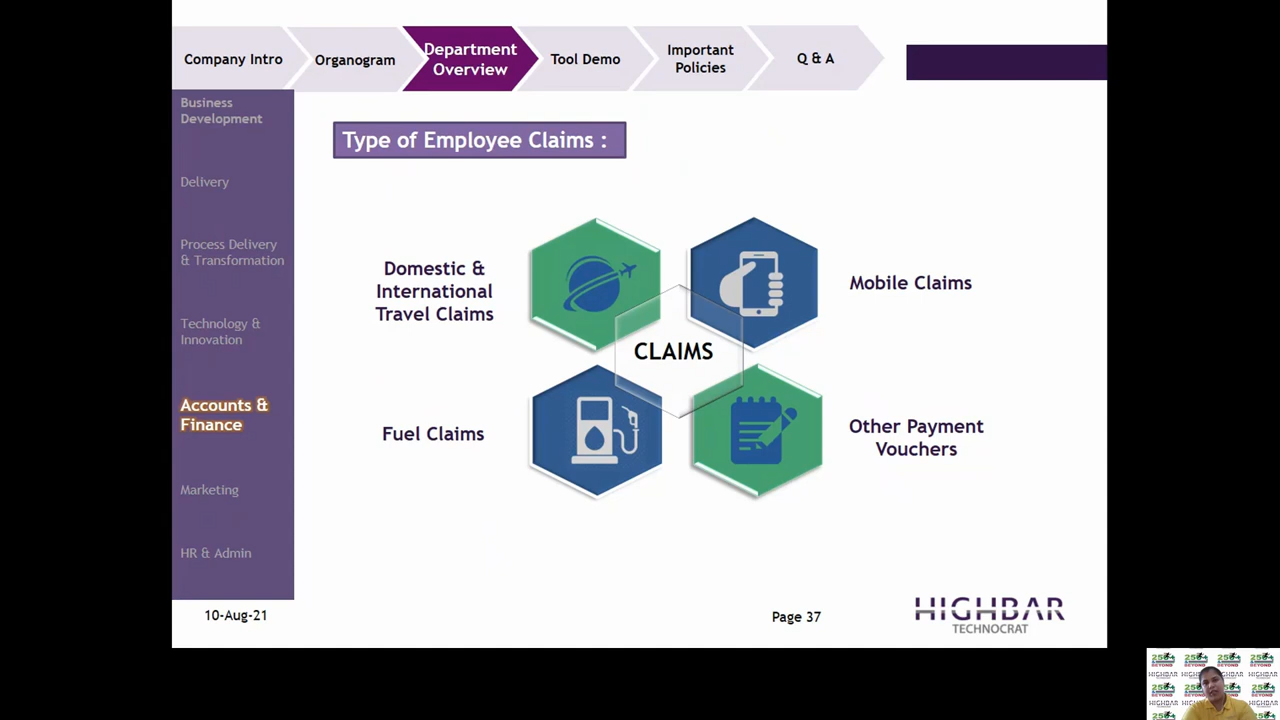 Company Intro
Organogram
Department
Overview
Tool Demo
Important
Policies
Q & A
Business
Development
Delivery
Process Delivery
& Transformation
Technology &
Innovation
Accounts &
Finance
Marketing
HR & Admin
Type of Employee Claims :
Domestic &
International
Travel Claims
Mobile Claims
CLAIMS
Fuel Claims
Other Payment
Vouchers
10-Aug-21
Page 37
HIGHBAR
TECHNOCRAT